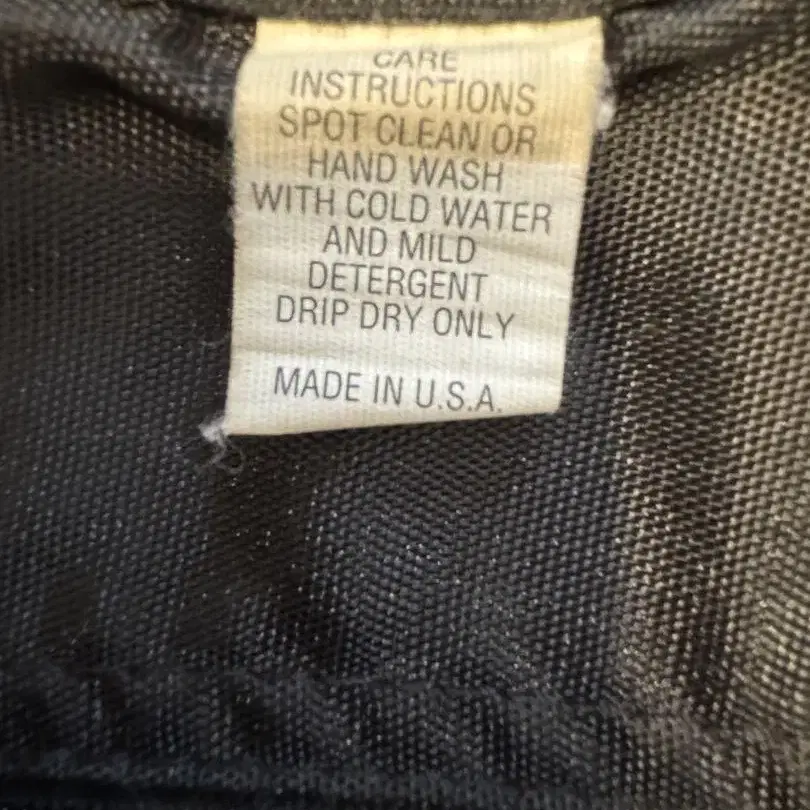 CARE
INSTRUCTIONS
SPOT CLEAN OR
HAND WASH
WITH COLD WATER
AND MILD
DETERGENT
DRIP DRY ONLY
MADE IN U.S.A.